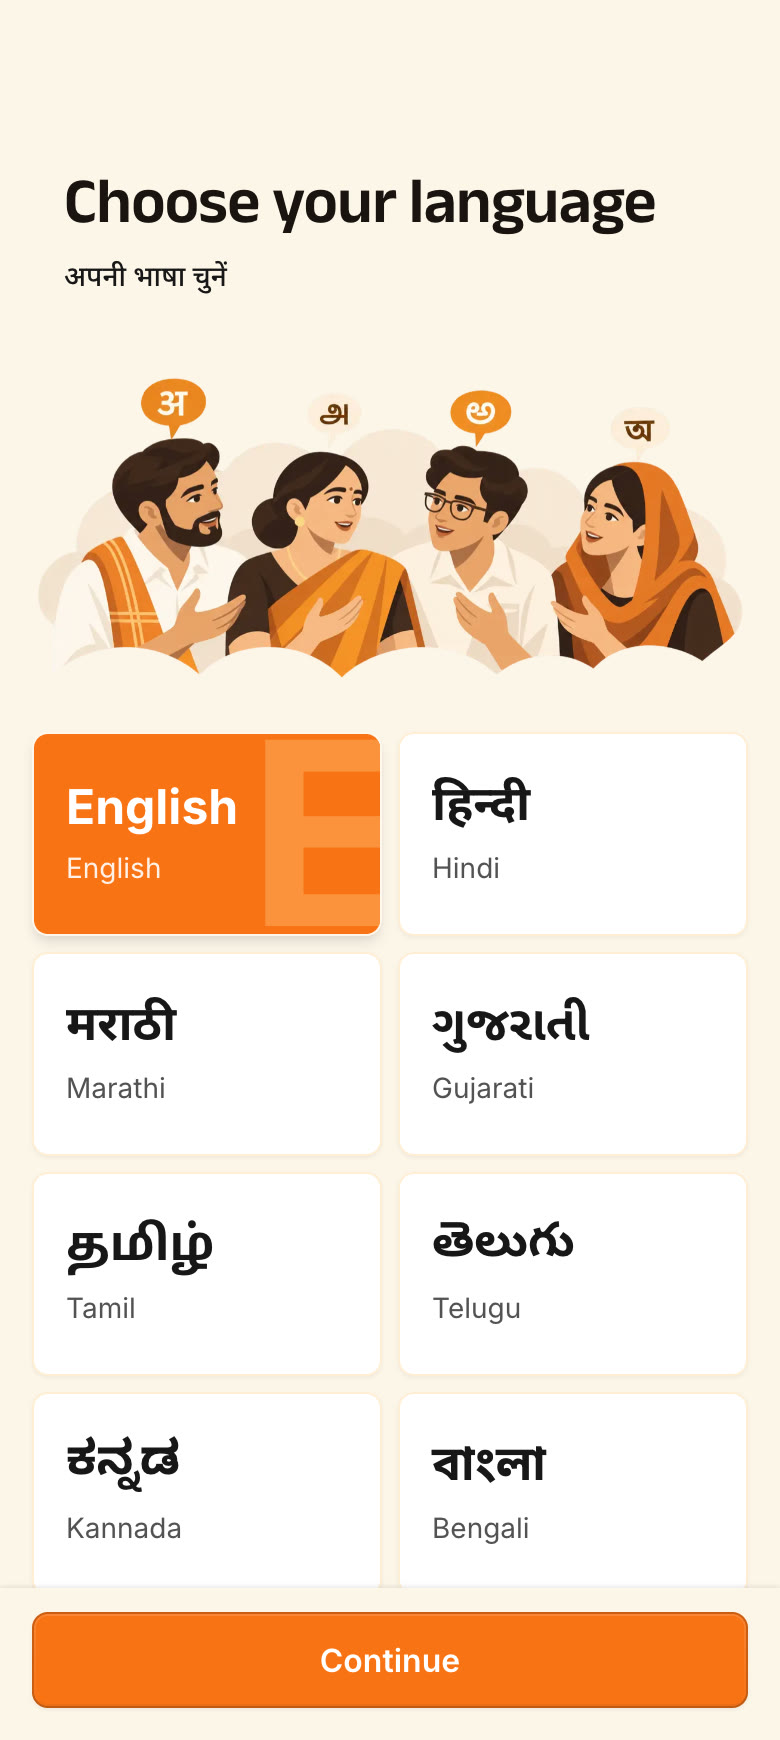 Choose your language
अपनी भाषा चुनें
अ
அ
అ
অ
English
English
E
हिन्दी
Hindi
मराठी
Marathi
ગુજરાતી
Gujarati
தமிழ்
Tamil
తెలుగు
Telugu
ಕನ್ನಡ
Kannada
বাংলা
Bengali
Continue